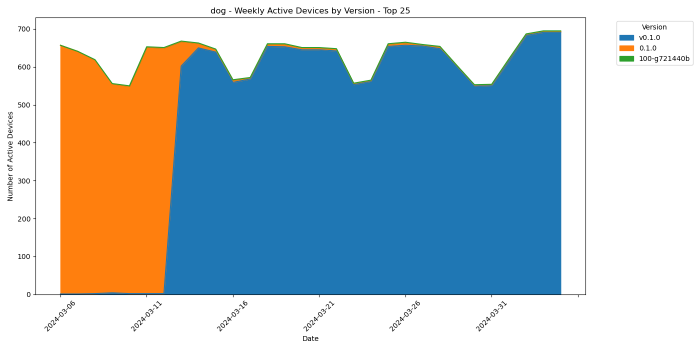 dog - Weekly Active Devices by Version - Top 25
Version
v0.1.0
0.1.0
100-g721440b
Number of Active Devices
700
600
500
400
300
200
100
0
2024-03-06
2024-03-11
2024-03-16
2024-03-21
2024-03-26
2024-03-31
Date